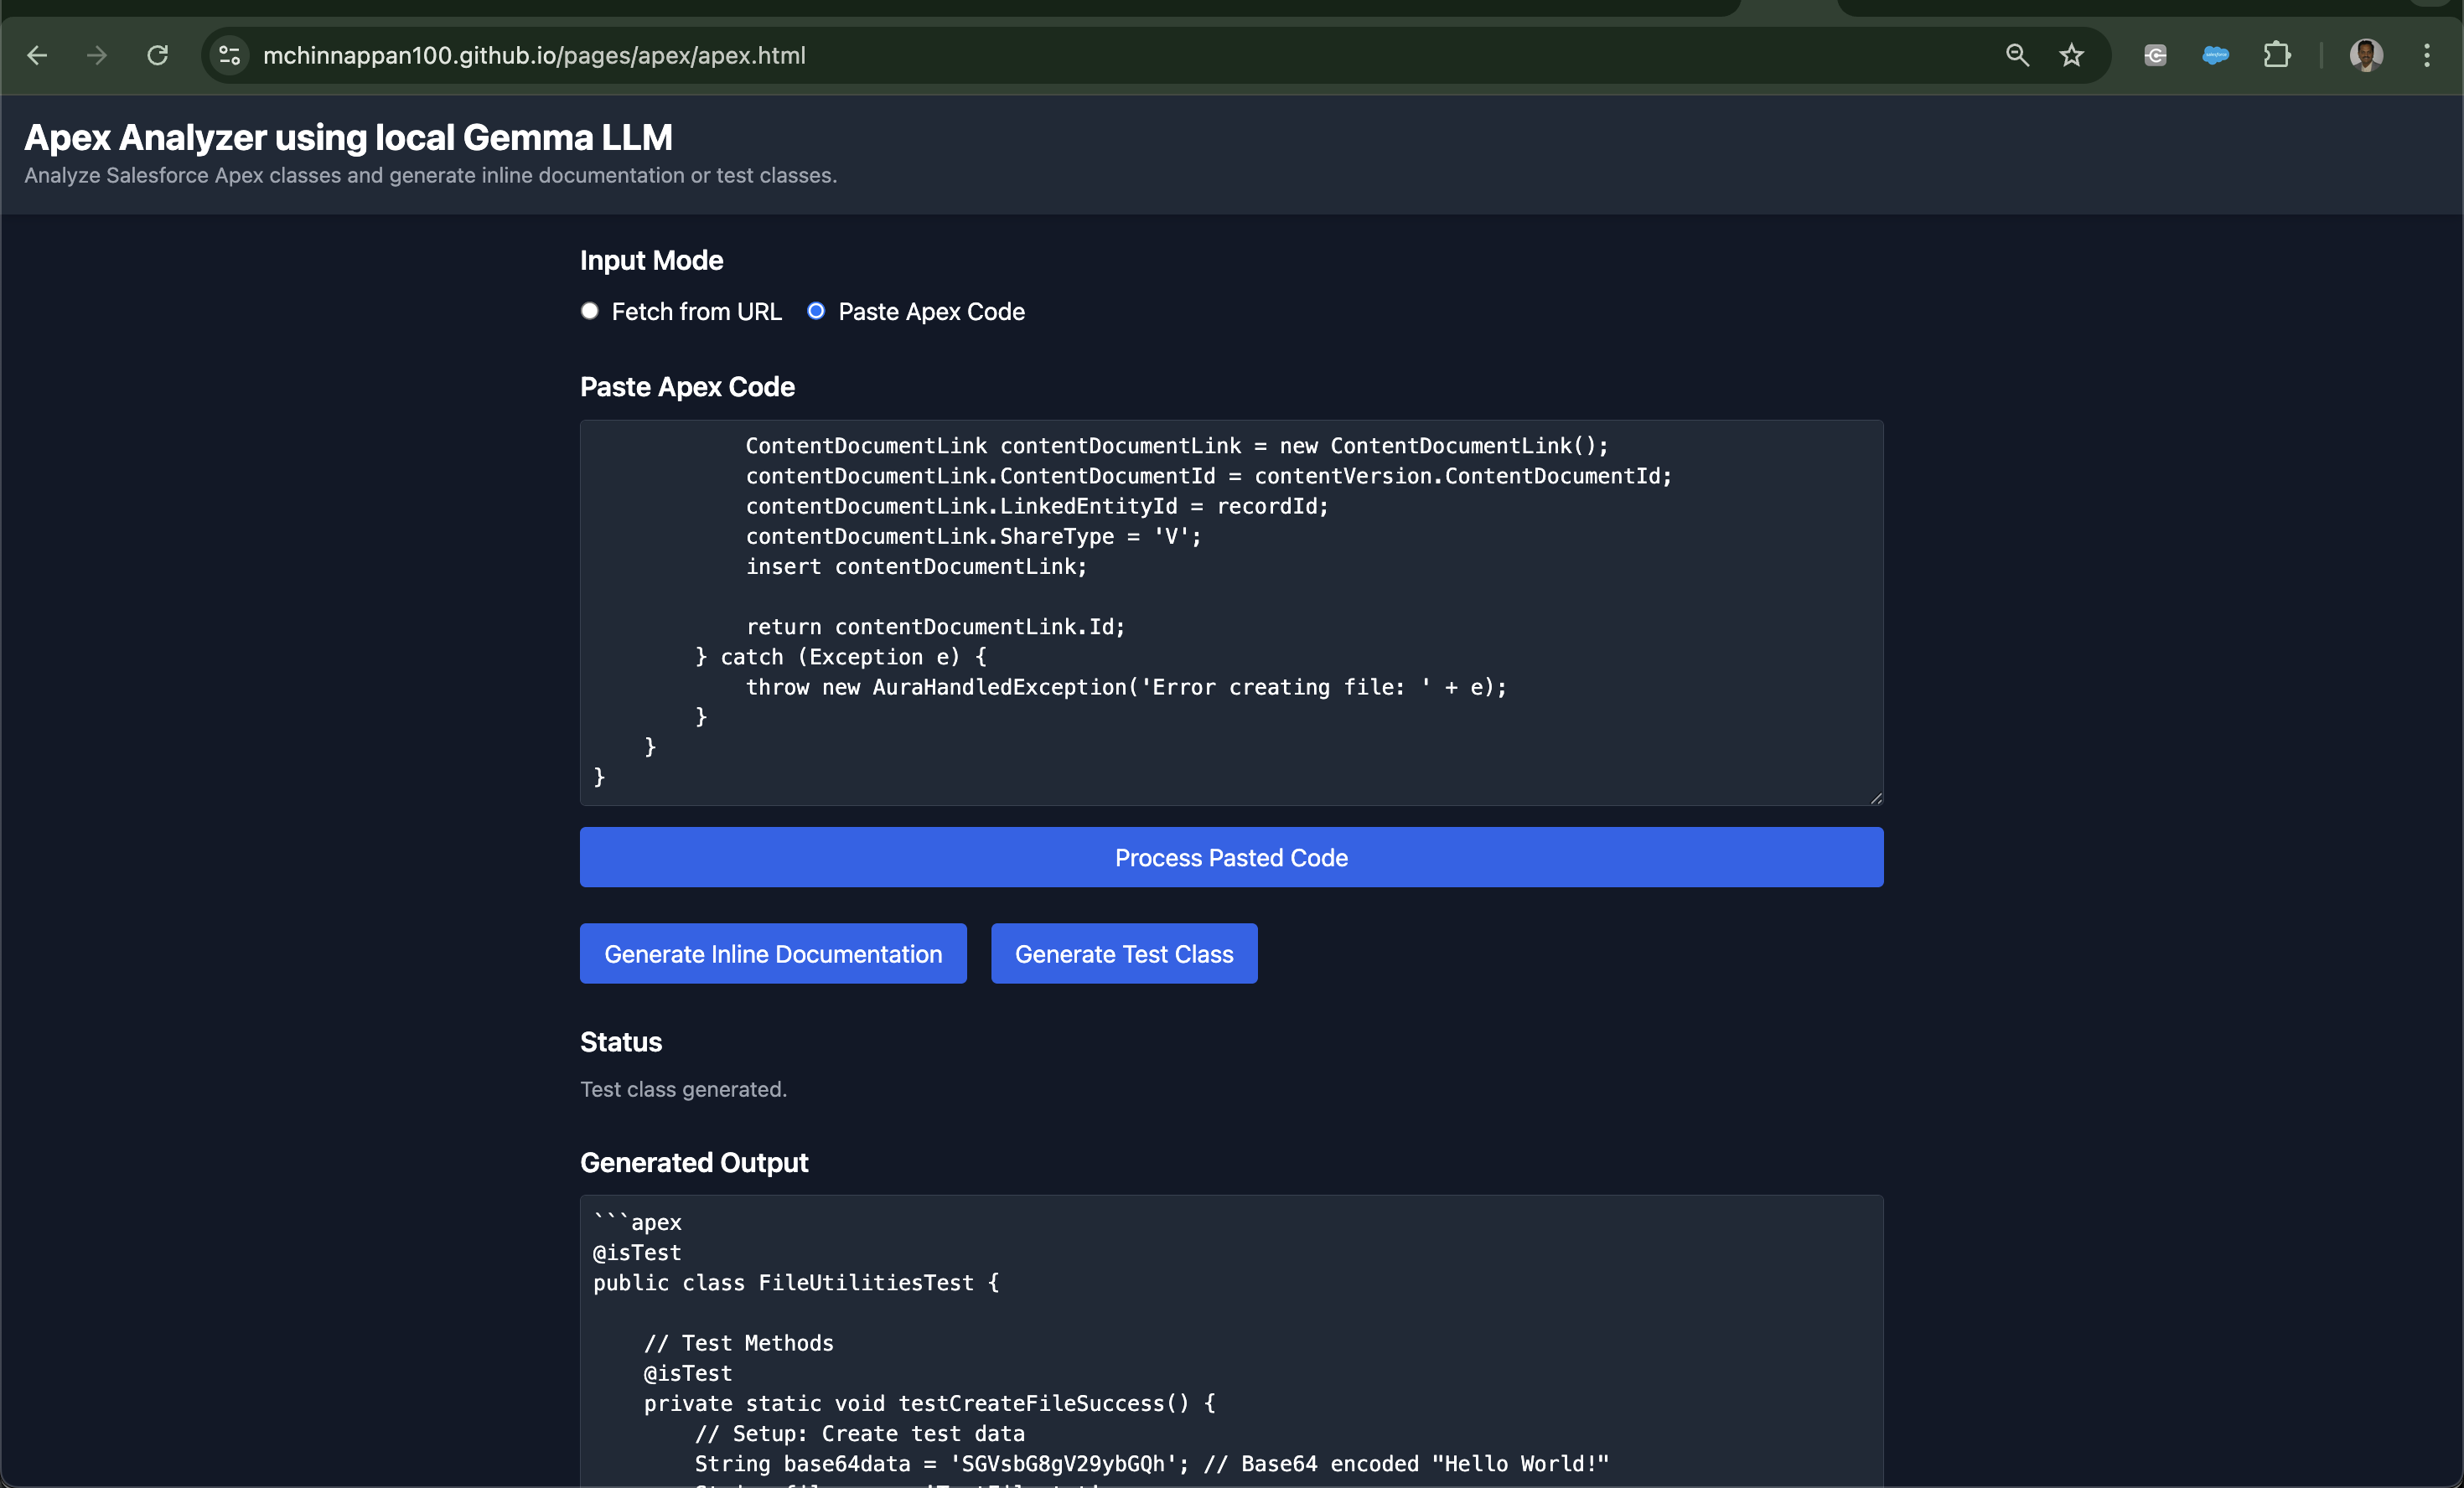 mchinnappan100.github.io/pages/apex/apex.html
Apex Analyzer using local Gemma LLM
Analyze Salesforce Apex classes and generate inline documentation or test classes.
Input Mode
Fetch from URL Paste Apex Code
Paste Apex Code
ContentDocumentLink contentDocumentLink = new ContentDocumentLink();
contentDocumentLink.ContentDocumentId = contentVersion.ContentDocumentId;
contentDocumentLink.LinkedEntityId = recordId;
contentDocumentLink.ShareType = 'V';
insert contentDocumentLink;
return contentDocumentLink.Id;
} catch (Exception e) {
throw new AuraHandledException('Error creating file: ' + e);
}
}
}
Process Pasted Code
Generate Inline Documentation Generate Test Class
Status
Test class generated.
Generated Output
```apex
@isTest
public class FileUtilitiesTest {
// Test Methods
@isTest
private static void testCreateFileSuccess() {
// Setup: Create test data
String base64data = 'SGVsbG8gV29ybGQh'; // Base64 encoded "Hello World!"